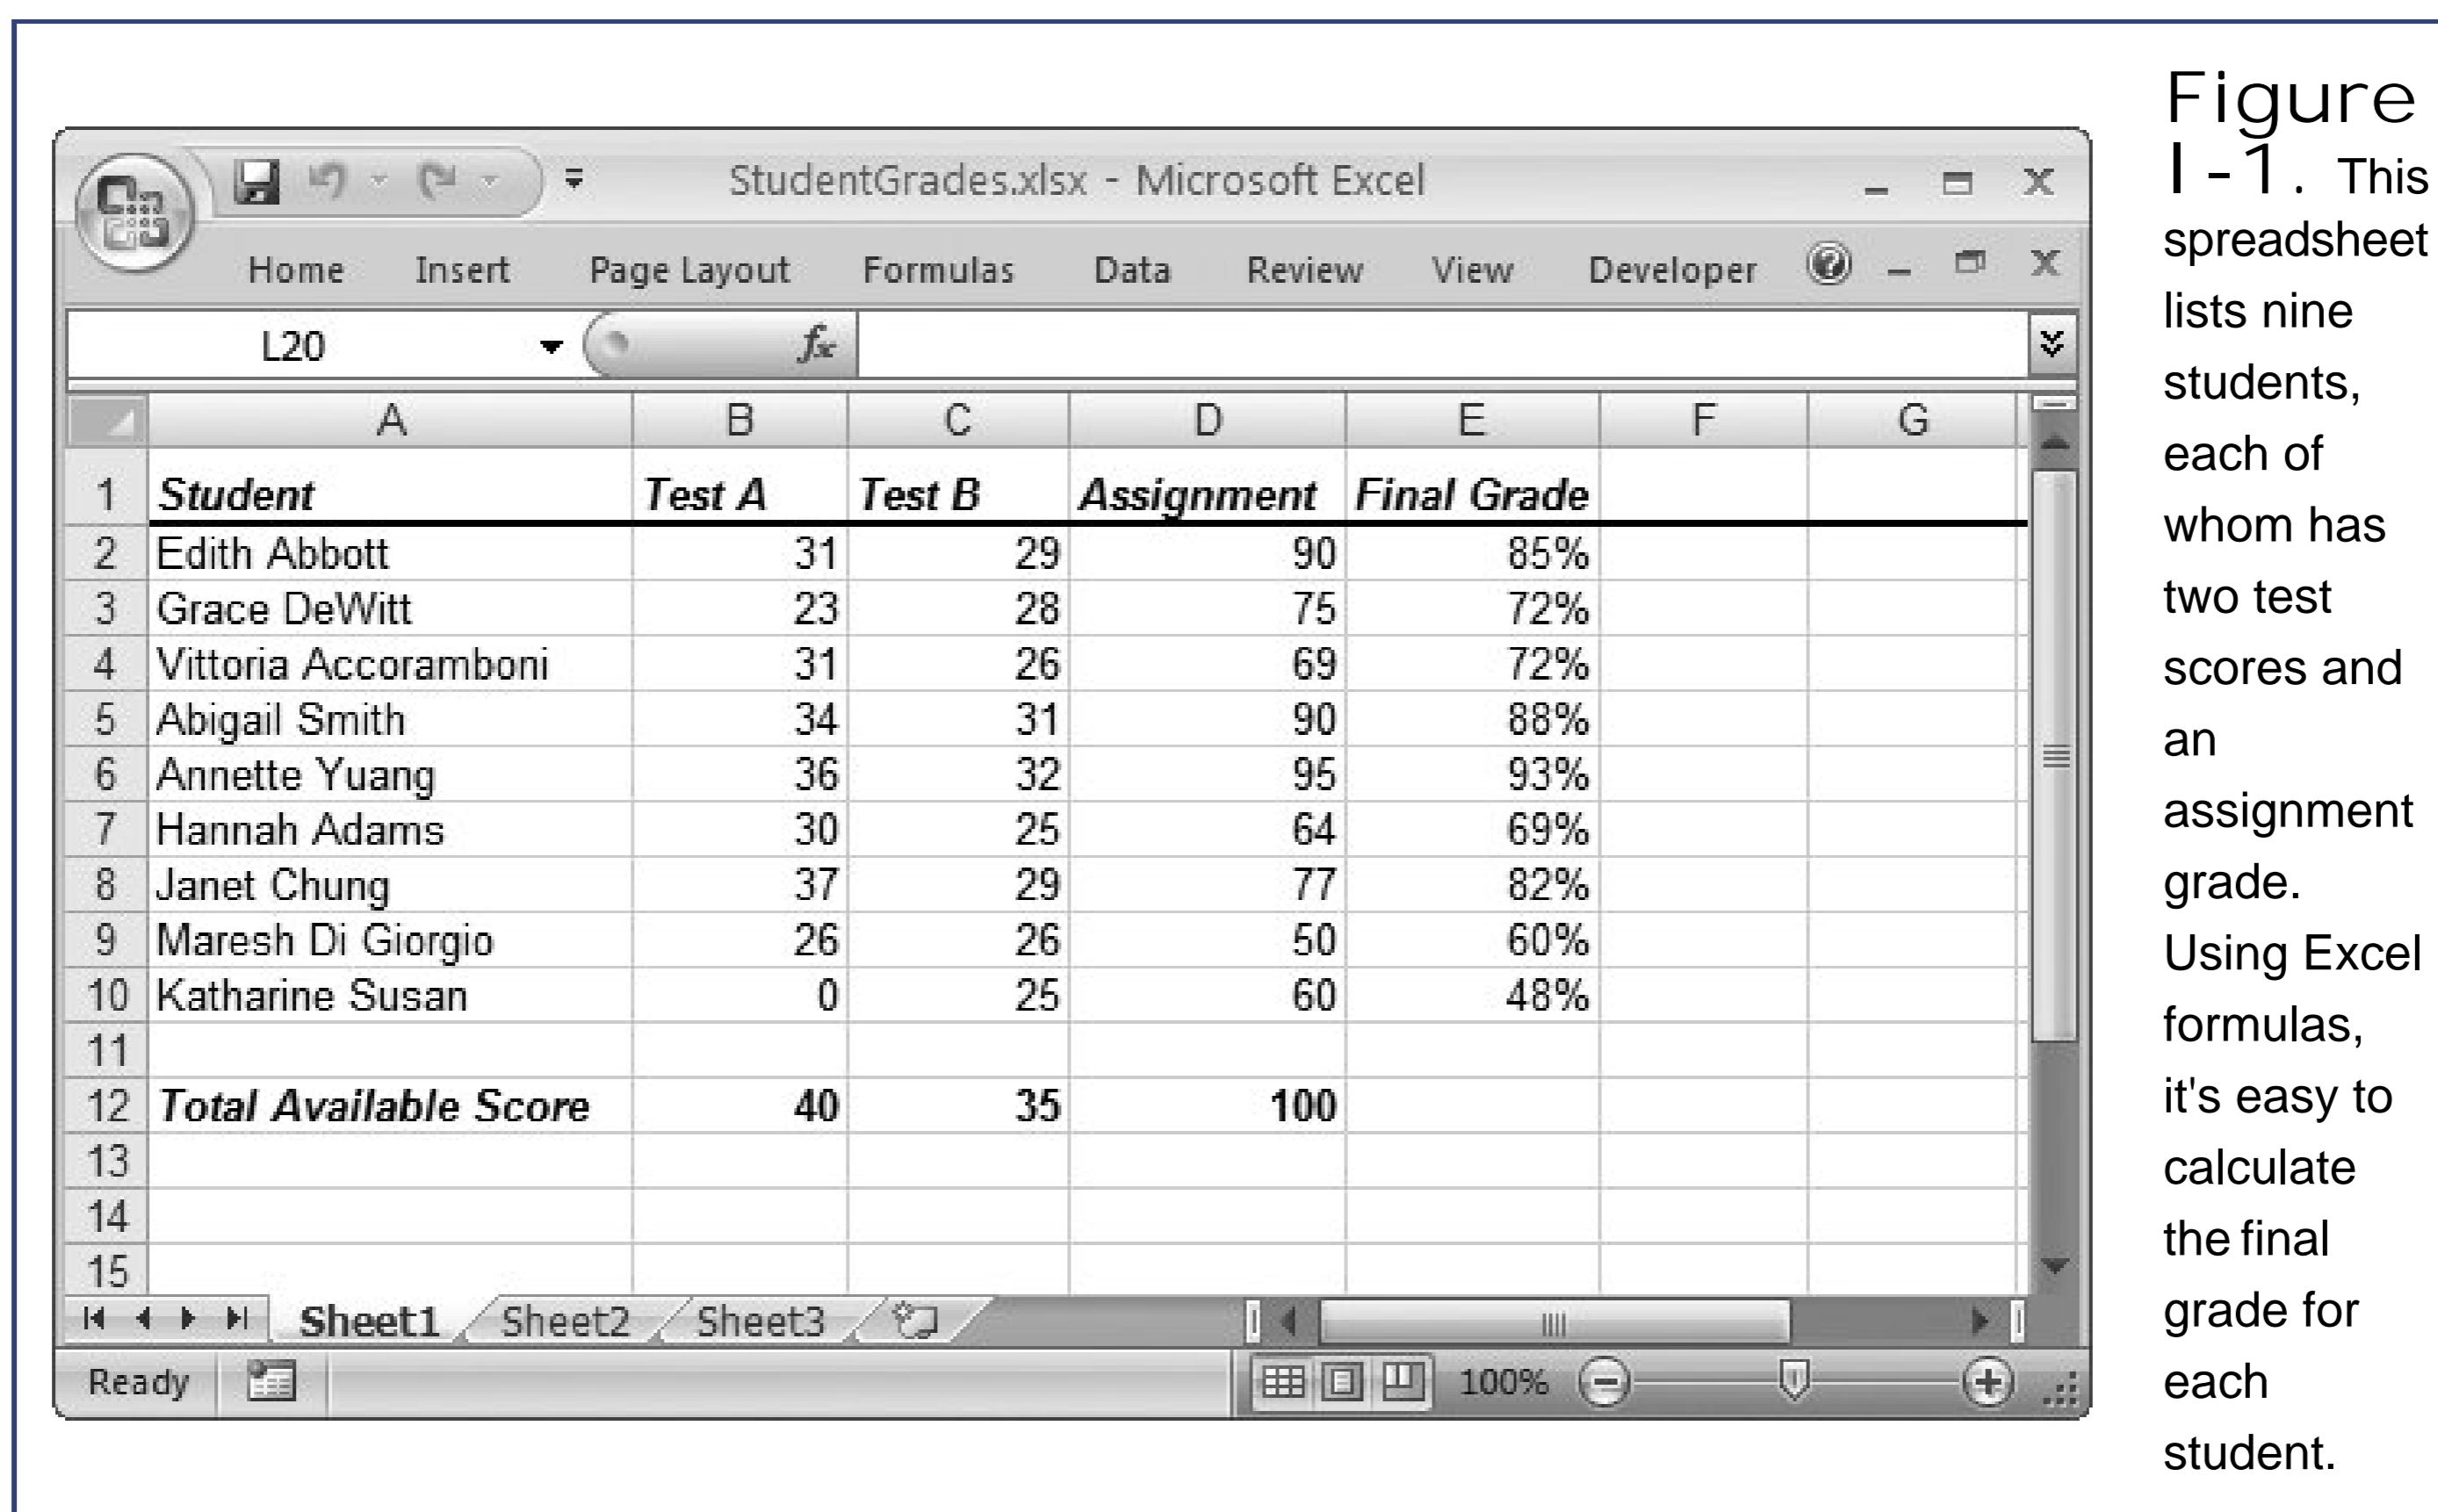 StudentGrades.xlsx - Microsoft Excel
Home Insert Page Layout Formulas Data Review View Developer
L20 fx
A B C D E F G
1 Student Test A Test B Assignment Final Grade
2 Edith Abbott 31 29 90 85%
3 Grace DeWitt 23 28 75 72%
4 Vittoria Accoramboni 31 26 69 72%
5 Abigail Smith 34 31 90 88%
6 Annette Yuang 36 32 95 93%
7 Hannah Adams 30 25 64 69%
8 Janet Chung 37 29 77 82%
9 Maresh Di Giorgio 26 26 50 60%
10 Katharine Susan 0 25 60 48%
11
12 Total Available Score 40 35 100
13
14
15
Sheet1 Sheet2 Sheet3
Ready 100%
Figure
I-1. This
spreadsheet
lists nine
students,
each of
whom has
two test
scores and
an
assignment
grade.
Using Excel
formulas,
it's easy to
calculate
the final
grade for
each
student.